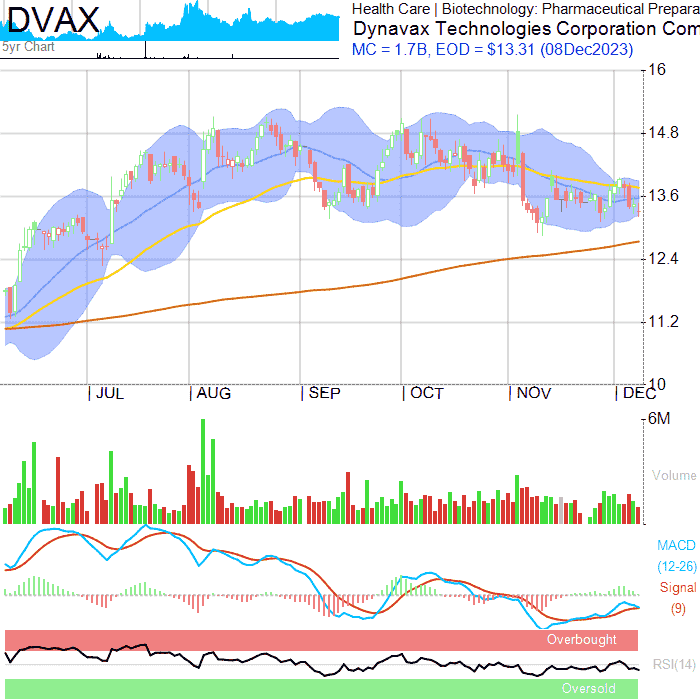 DVAX
5yr Chart
Health Care | Biotechnology: Pharmaceutical Prepara
Dynavax Technologies Corporation Com
MC = 1.7B, EOD = $13.31 (08Dec2023)
16
14.8
13.6
12.4
11.2
10
JUL AUG SEP OCT NOV DEC
6M
Volume
MACD
(12-26)
Signal
(9)
Overbought
RSI(14)
Oversold